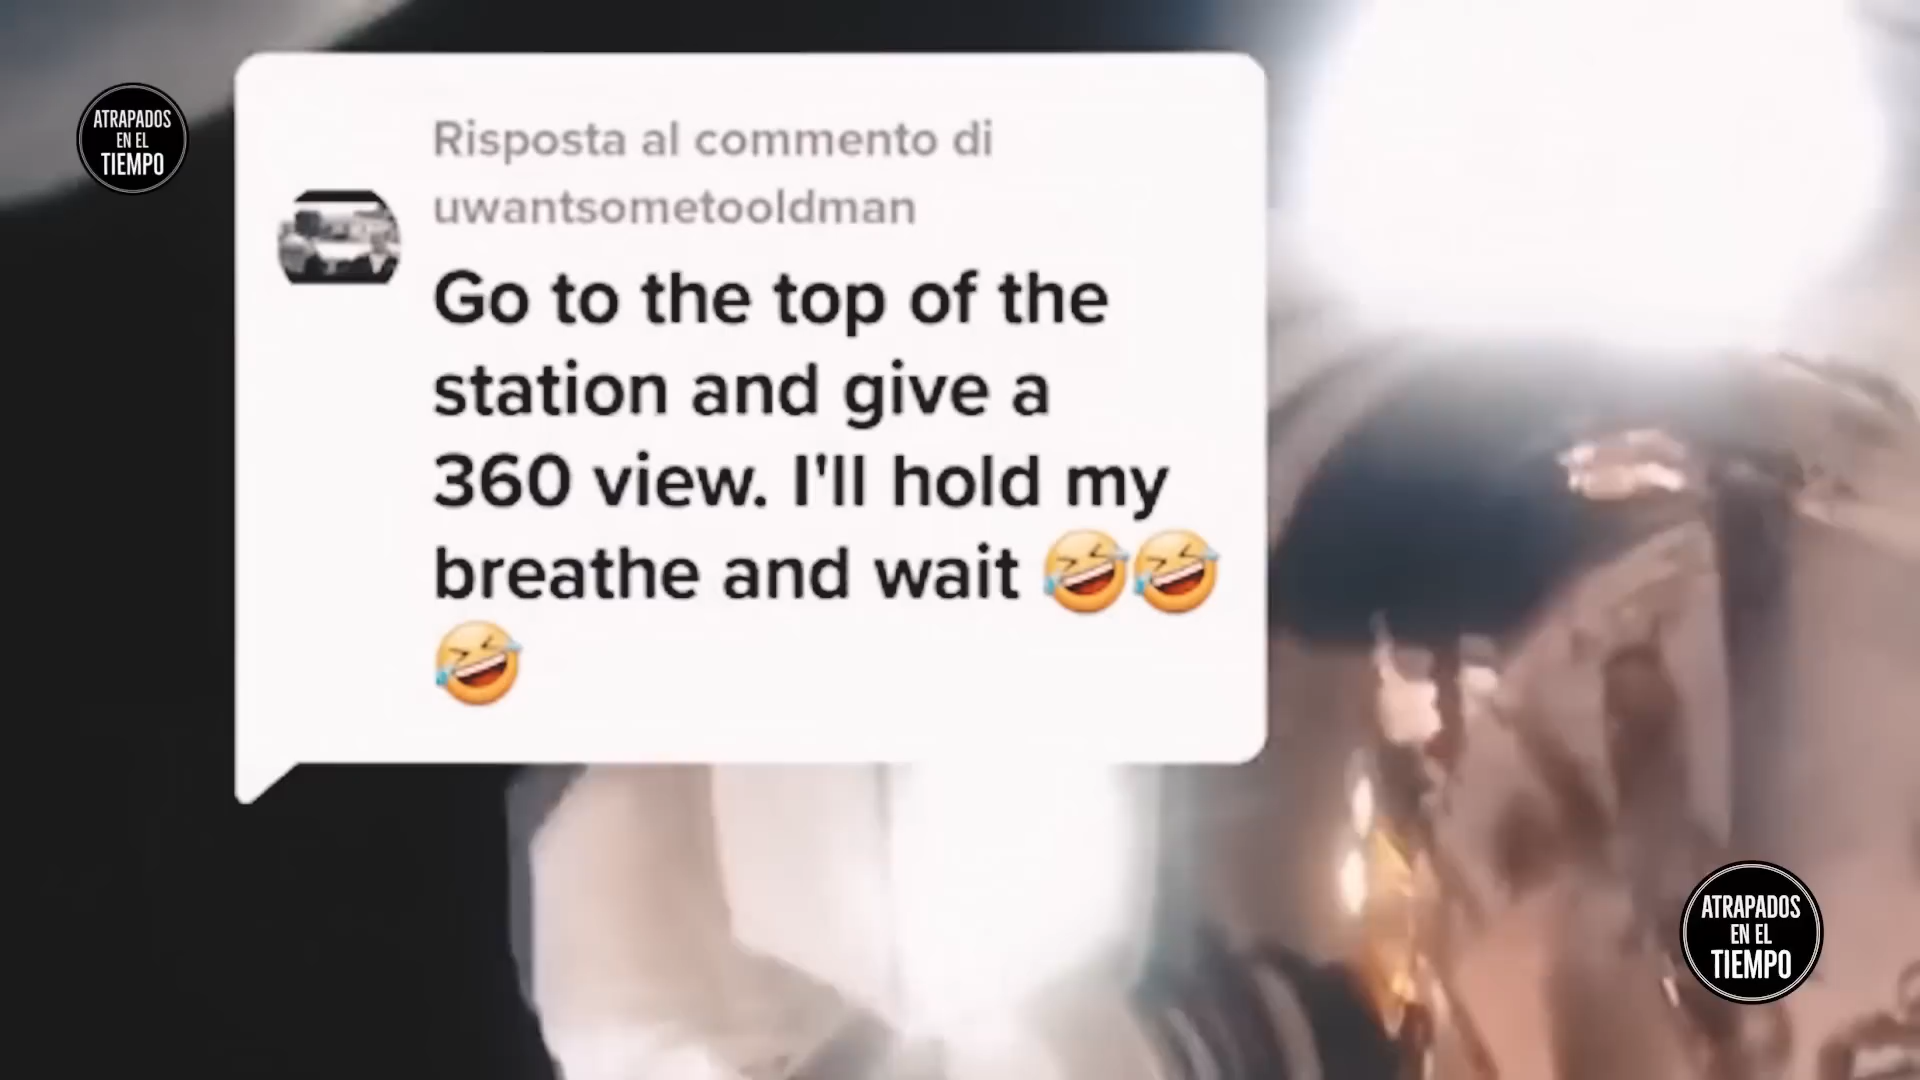 ATRAPADOS
EN EL
TIEMPO
Risposta al commento di
uwantsometooldman
Go to the top of the
station and give a
360 view. I'll hold my
breathe and wait 🤣🤣
🤣
ATRAPADOS
EN EL
TIEMPO